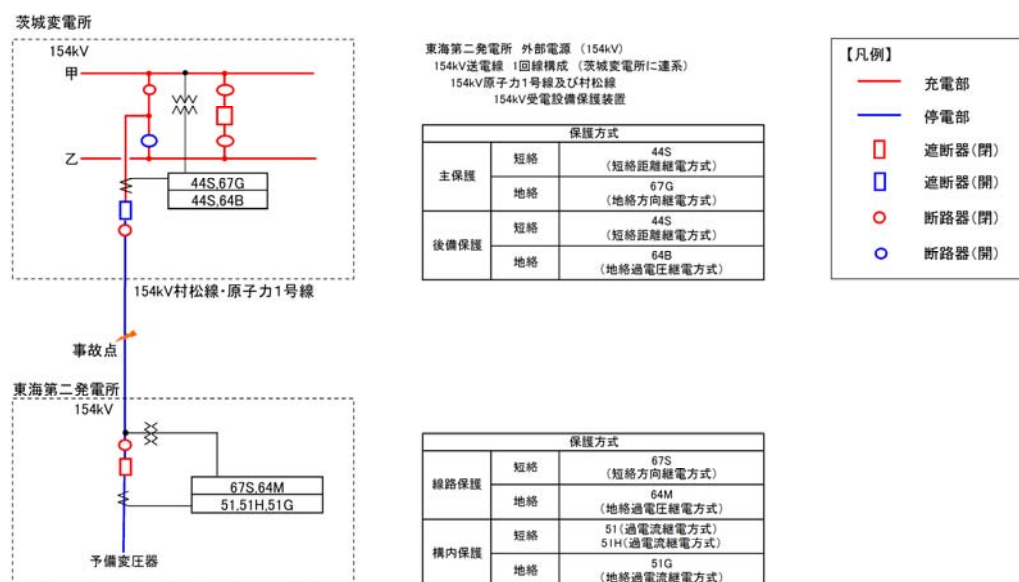 茨城変電所
154kV
甲
乙
44S,67G
44S,64B
154kV村松線・原子力1号線
事故点
東海第二発電所
154kV
67S,64M
51,51H,51G
予備変圧器
東海第二発電所 外部電源 (154kV)
154kV送電線 1回線構成 (茨城変電所に連系)
154kV原子力1号線及び村松線
154kV受電設備保護装置
保護方式
主保護
短絡
44S
(短絡距離継電方式)
地絡
67G
(地絡方向継電方式)
後備保護
短絡
44S
(短絡距離継電方式)
地絡
64B
(地絡過電圧継電方式)
保護方式
線路保護
短絡
67S
(短絡方向継電方式)
地絡
64M
(地絡過電圧継電方式)
構内保護
短絡
51(過電流継電方式)
51H(過電流継電方式)
地絡
51G
(地絡過電流継電方式)
【凡例】
充電部
停電部
遮断器(閉)
遮断器(開)
断路器(閉)
断路器(開)